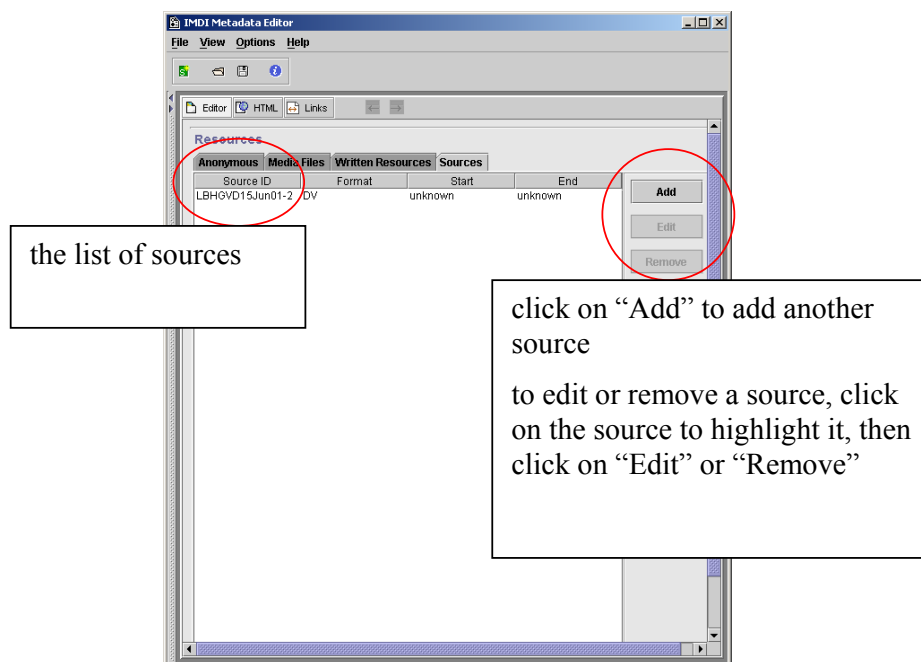 IMDI Metadata Editor
File View Options Help
Editor HTML Links
Resources
Anonymous Media Files Written Resources Sources
Source ID Format Start End
LBHGVD15Jun01-2 DV unknown unknown
Add
Edit
Remove
the list of sources
click on “Add” to add another
source
to edit or remove a source, click
on the source to highlight it, then
click on “Edit” or “Remove”